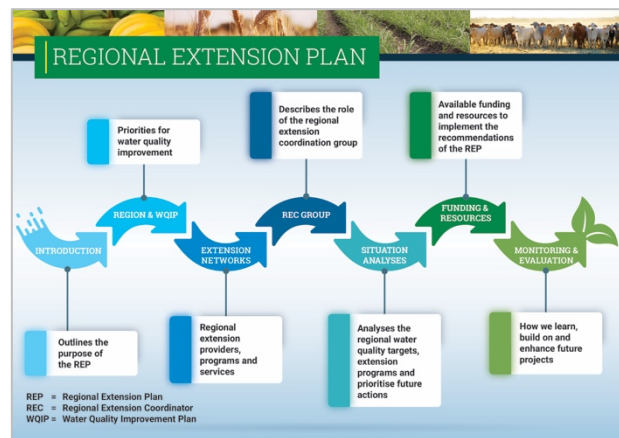 REGIONAL EXTENSION PLAN
Priorities for
water quality
improvement
Describes the role
of the regional
extension
coordination group
Available funding
and resources to
implement the
recommendations
of the REP
INTRODUCTION
REGION & WQIP
EXTENSION
NETWORKS
REC GROUP
SITUATION
ANALYSES
FUNDING &
RESOURCES
MONITORING &
EVALUATION
Outlines the
purpose of
the REP
Regional
extension
providers,
programs and
services
Analyses the
regional water
quality targets,
extension
programs and
prioritise future
actions
How we learn,
build on and
enhance future
projects
REP = Regional Extension Plan
REC = Regional Extension Coordinator
WQIP = Water Quality Improvement Plan